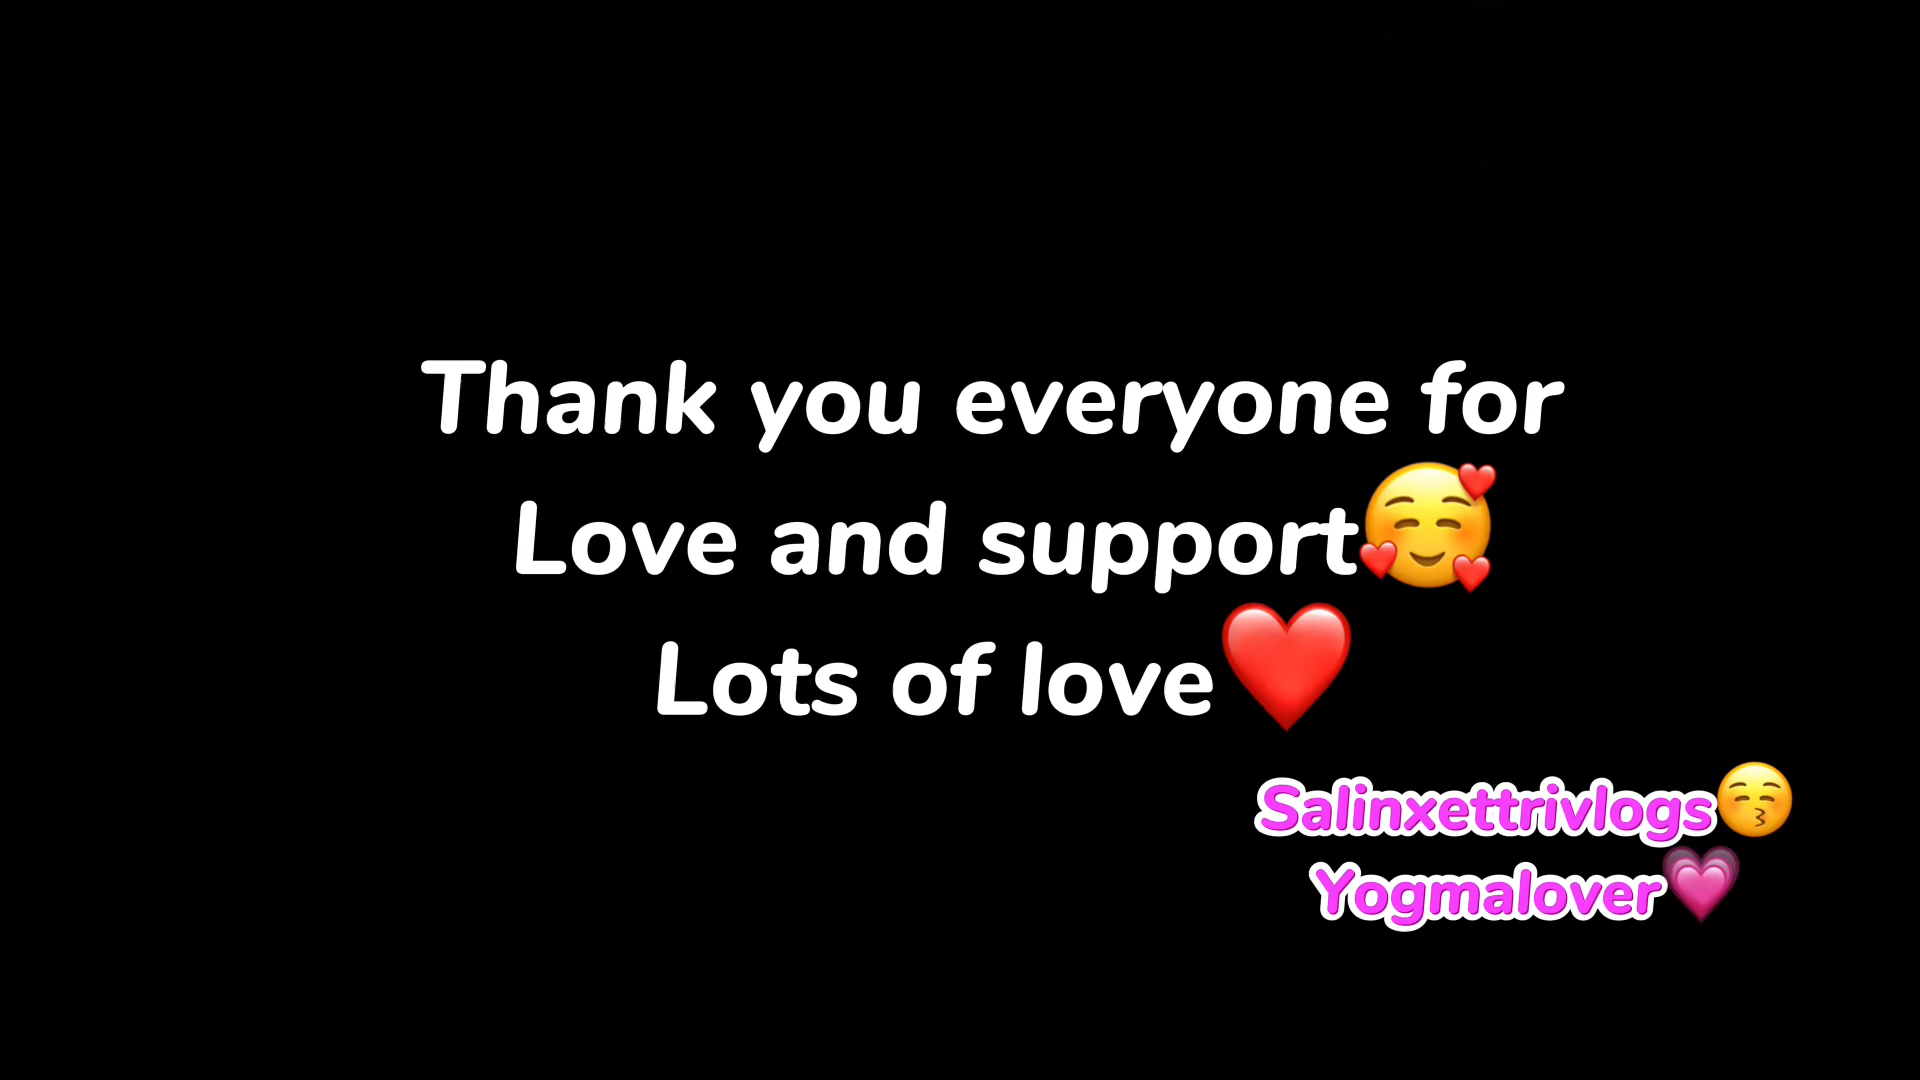 Thank you everyone for
Love and support🥰
Lots of love❤️
Salinxettrivlogs😚
Yogmalover💗